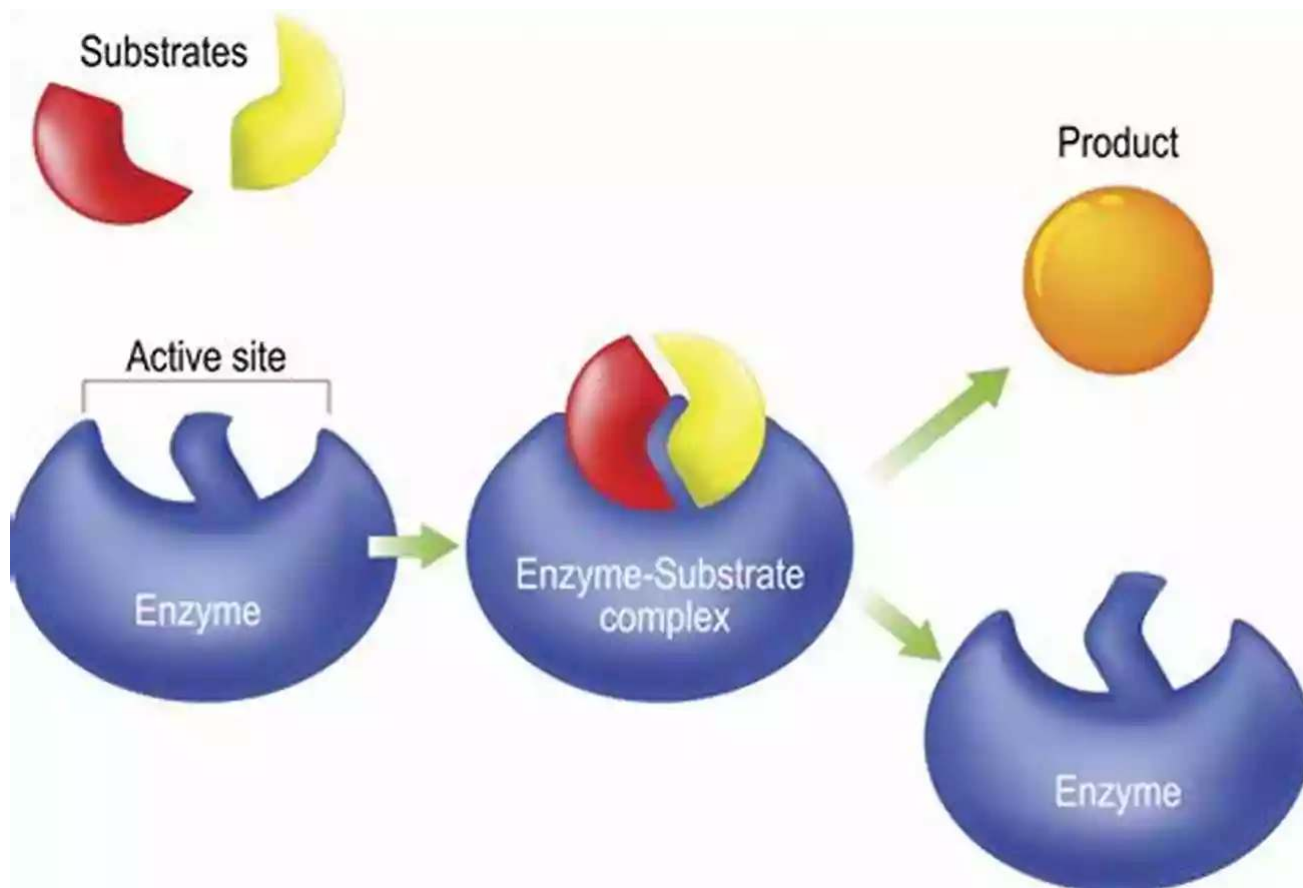 Substrates
Product
Active site
Enzyme
Enzyme-Substrate
complex
Enzyme